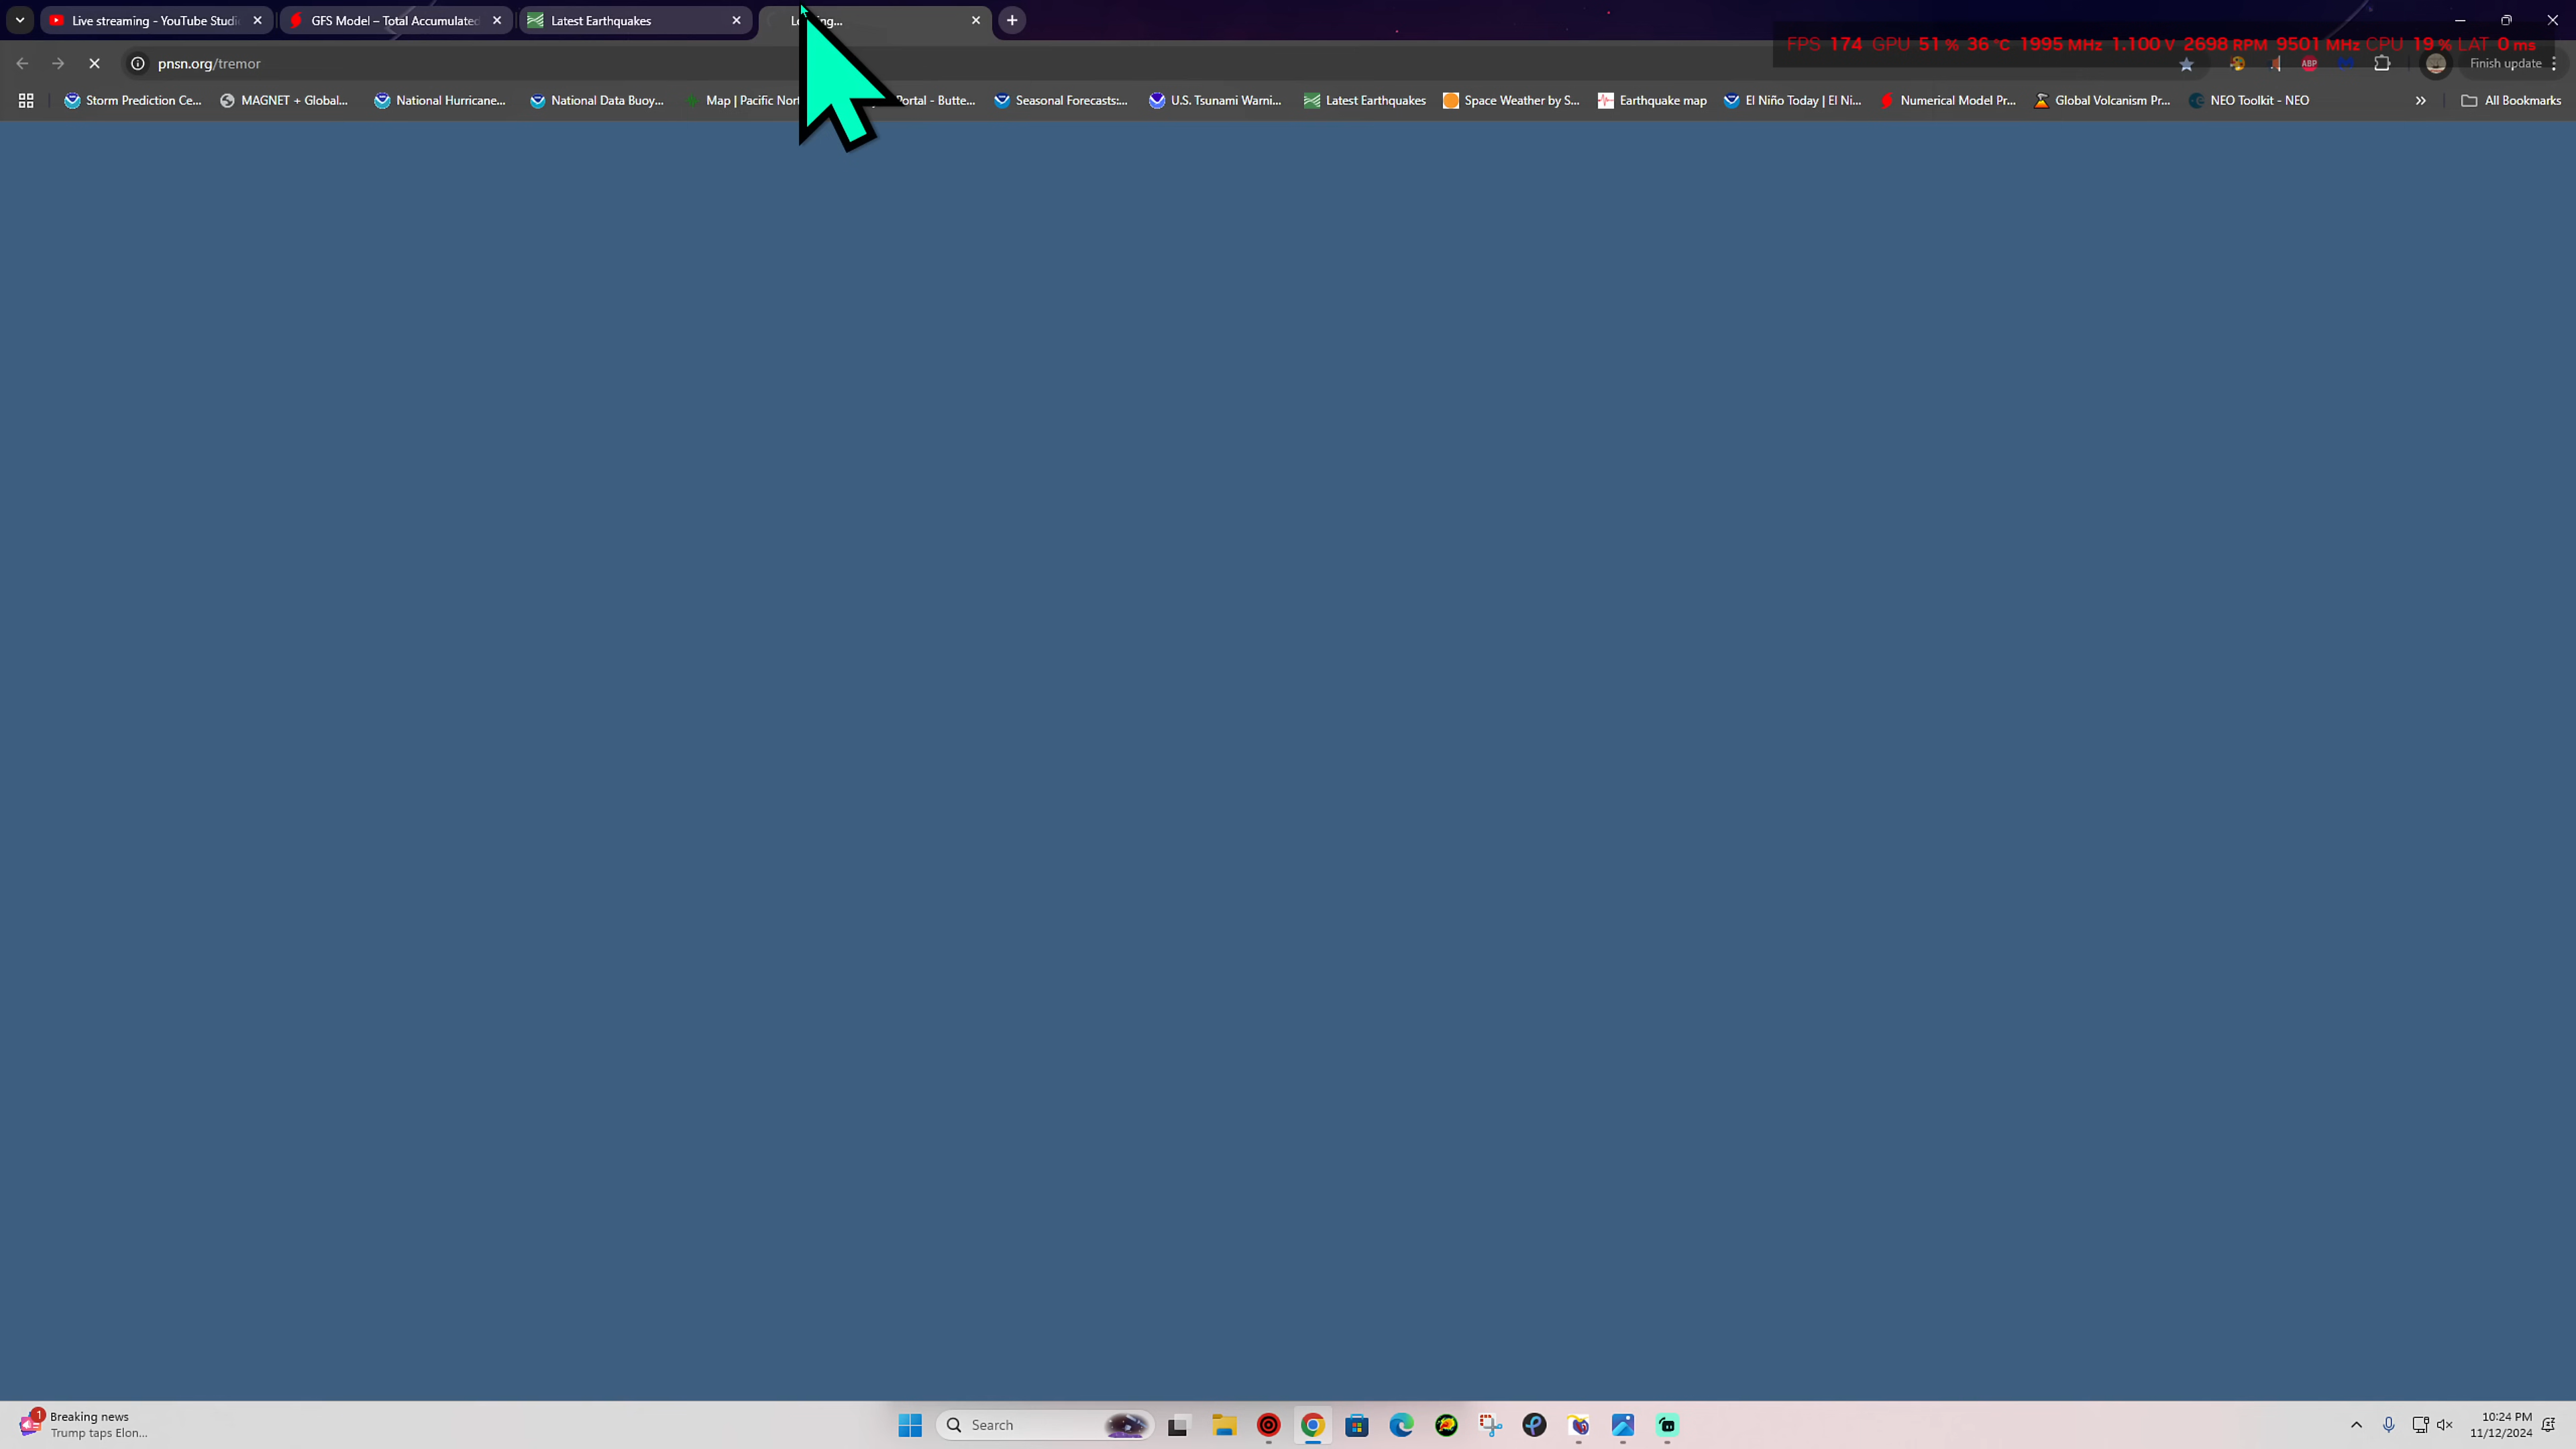 Live streaming - YouTube Studi
GFS Model – Total Accumulated
Latest Earthquakes
FPS 174 GPU 51 % 36 °C 1995 MHz 1.100 V 2698 RPM 9501 MHz CPU 19 % LAT 0 ms
pnsn.org/tremor
ABP
Finish update
Storm Prediction Ce...
MAGNET + Global...
National Hurricane...
National Data Buoy...
Map | Pacific Nort
Portal - Butte...
Seasonal Forecasts:...
U.S. Tsunami Warni...
Latest Earthquakes
Space Weather by S...
Earthquake map
El Niño Today | El Ni...
Numerical Model Pr...
Global Volcanism Pr...
NEO Toolkit - NEO
All Bookmarks
1
Breaking news
Trump taps Elon...
Search
10:24 PM
11/12/2024